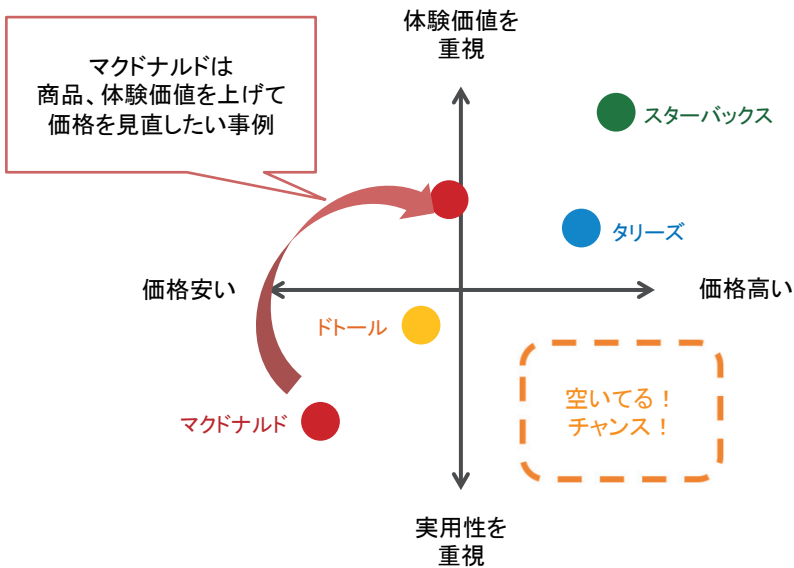 体験価値を
重視
マクドナルドは
商品、体験価値を上げて
価格を見直したい事例
スターバックス
タリーズ
価格安い
価格高い
ドトール
空いてる！
チャンス！
マクドナルド
実用性を
重視